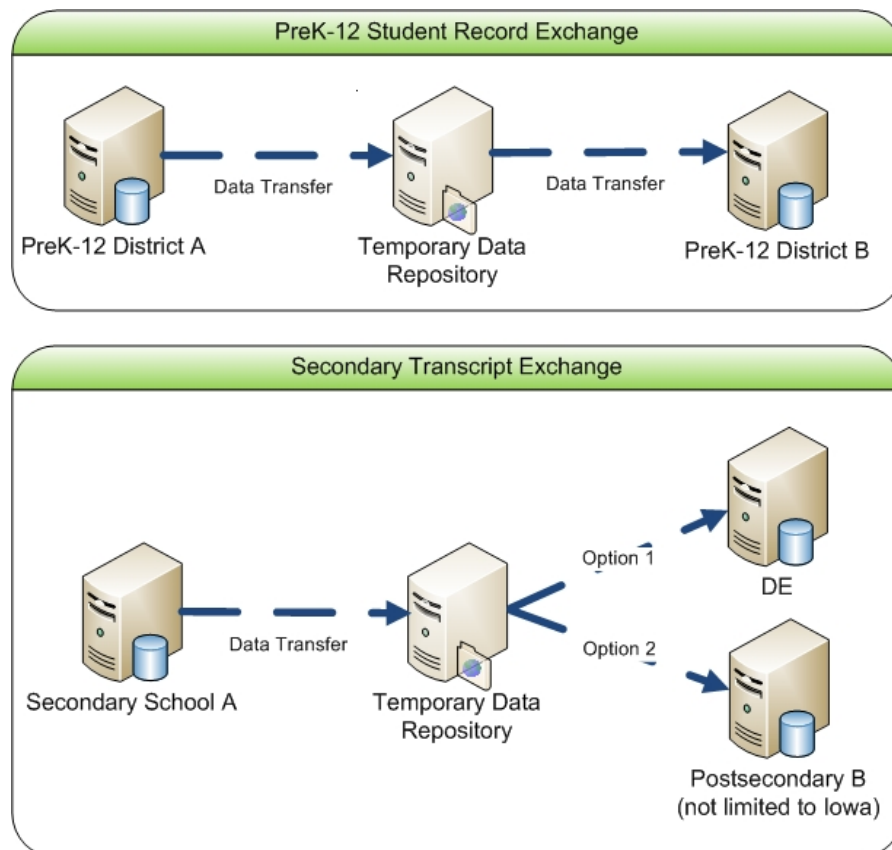 PreK-12 Student Record Exchange
Data Transfer
Data Transfer
PreK-12 District A
Temporary Data
Repository
PreK-12 District B
Secondary Transcript Exchange
Option 1
DE
Data Transfer
Option 2
Secondary School A
Temporary Data
Repository
Postsecondary B
(not limited to Iowa)